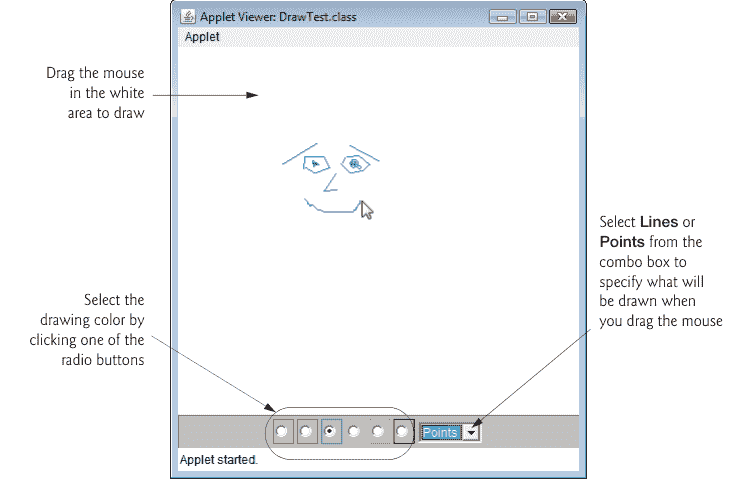 Applet Viewer: DrawTest.class
Applet
Drag the mouse
in the white
area to draw
Select Lines or
Points from the
combo box to
specify what will
be drawn when
you drag the mouse
Select the
drawing color by
clicking one of the
radio buttons
Points
Applet started.